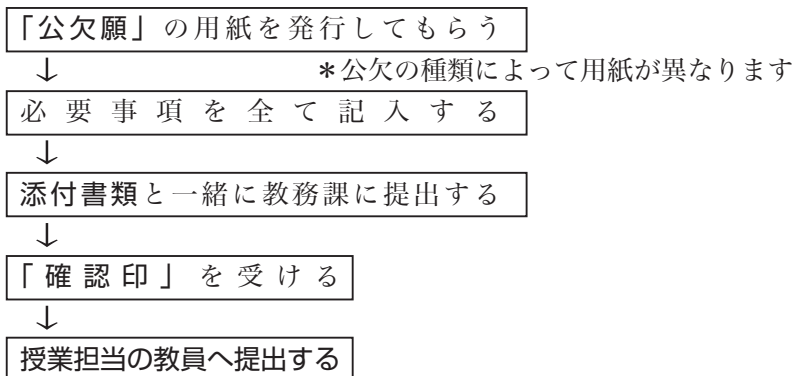 「公欠願」の用紙を発行してもらう
↓ *公欠の種類によって用紙が異なります
必要事項を全て記入する
↓
添付書類と一緒に教務課に提出する
↓
「確認印」を受ける
↓
授業担当の教員へ提出する